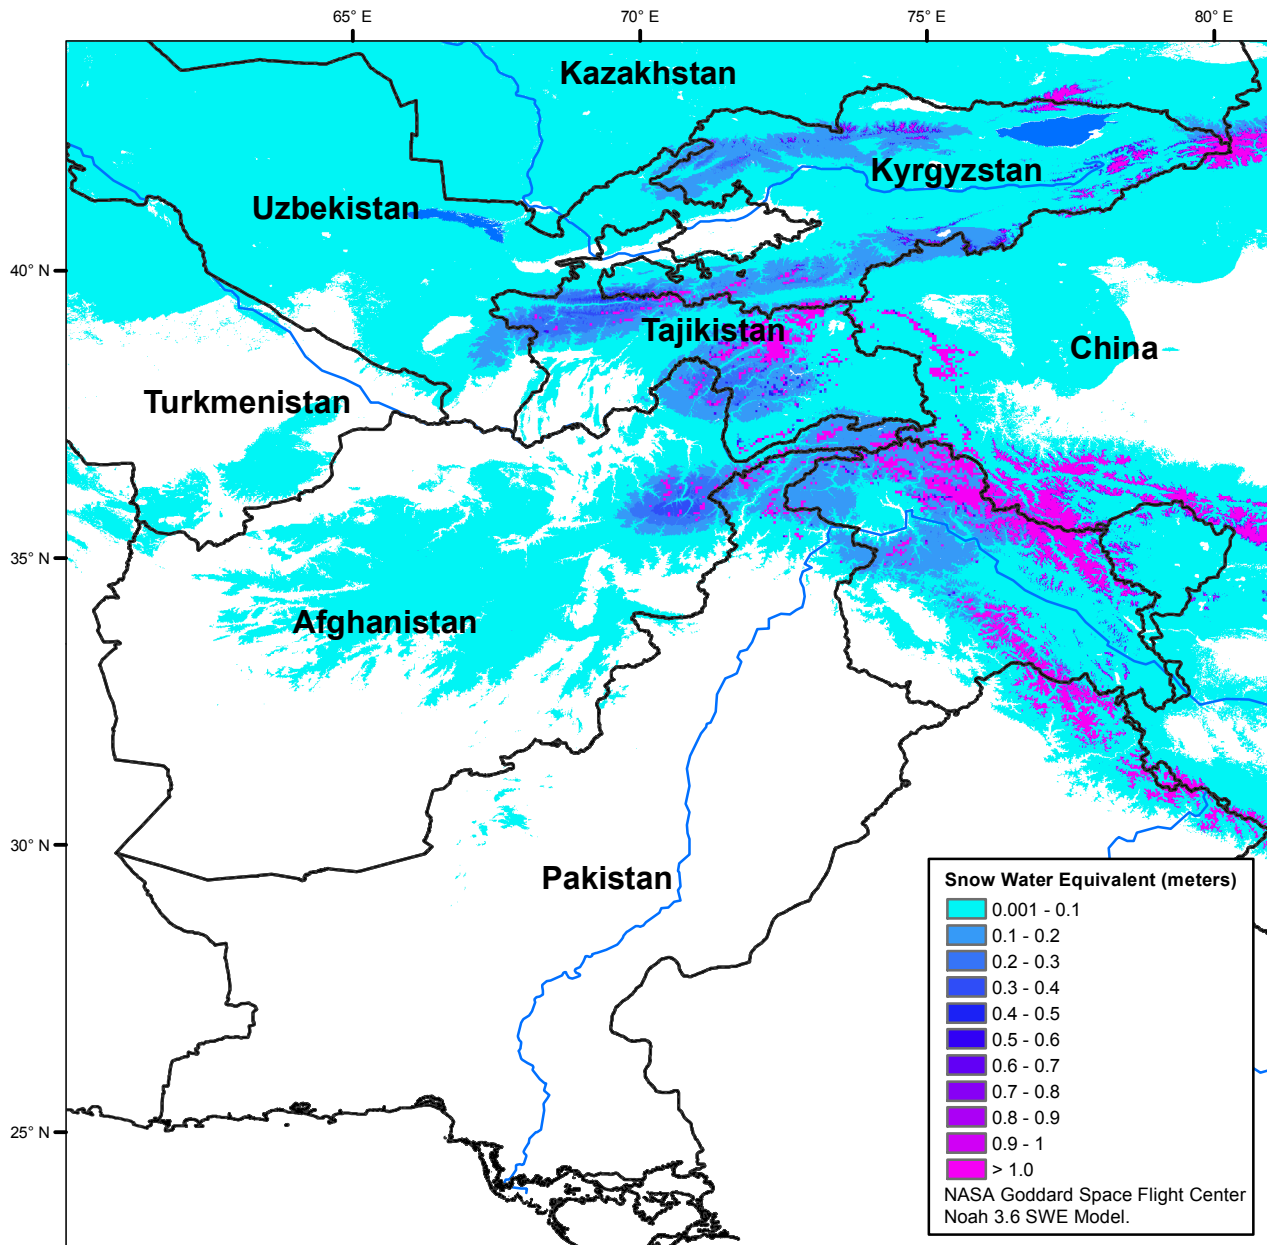 65° E
70° E
75° E
80° E
Kazakhstan
Kyrgyzstan
Uzbekistan
40° N
Tajikistan
China
Turkmenistan
35° N
Afghanistan
30° N
Pakistan
25° N
Snow Water Equivalent (meters)
0.001 - 0.1
0.1 - 0.2
0.2 - 0.3
0.3 - 0.4
0.4 - 0.5
0.5 - 0.6
0.6 - 0.7
0.7 - 0.8
0.8 - 0.9
0.9 - 1
> 1.0
NASA Goddard Space Flight Center
Noah 3.6 SWE Model.